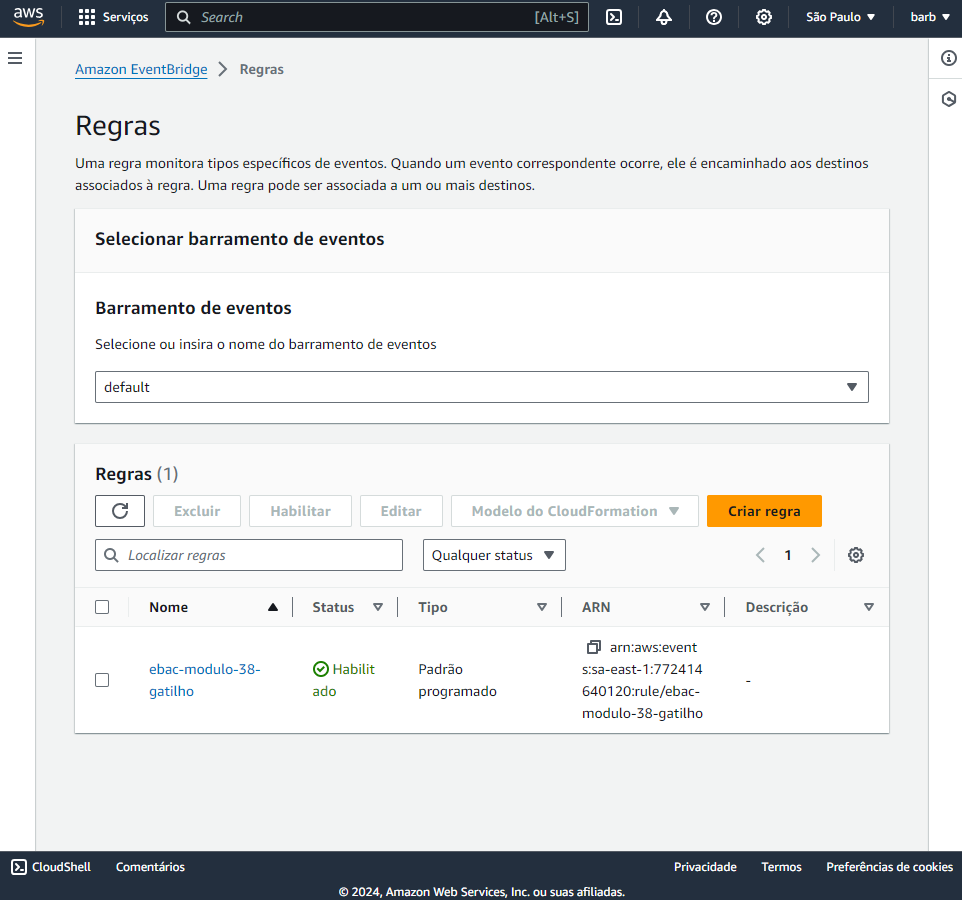 aws
Serviços
Search [Alt+S]
São Paulo
barb
Amazon EventBridge Regras
Regras
Uma regra monitora tipos específicos de eventos. Quando um evento correspondente ocorre, ele é encaminhado aos destinos
associados à regra. Uma regra pode ser associada a um ou mais destinos.
Selecionar barramento de eventos
Barramento de eventos
Selecione ou insira o nome do barramento de eventos
default
Regras (1)
Excluir Habilitar Editar Modelo do CloudFormation Criar regra
Localizar regras Qualquer status 1
Nome Status Tipo ARN Descrição
ebac-modulo-38-
gatilho
Habilit
ado
Padrão
programado
arn:aws:event
s:sa-east-1:772414
640120:rule/ebac-
modulo-38-gatilho
-
CloudShell Comentários Privacidade Termos Preferências de cookies
© 2024, Amazon Web Services, Inc. ou suas afiliadas.